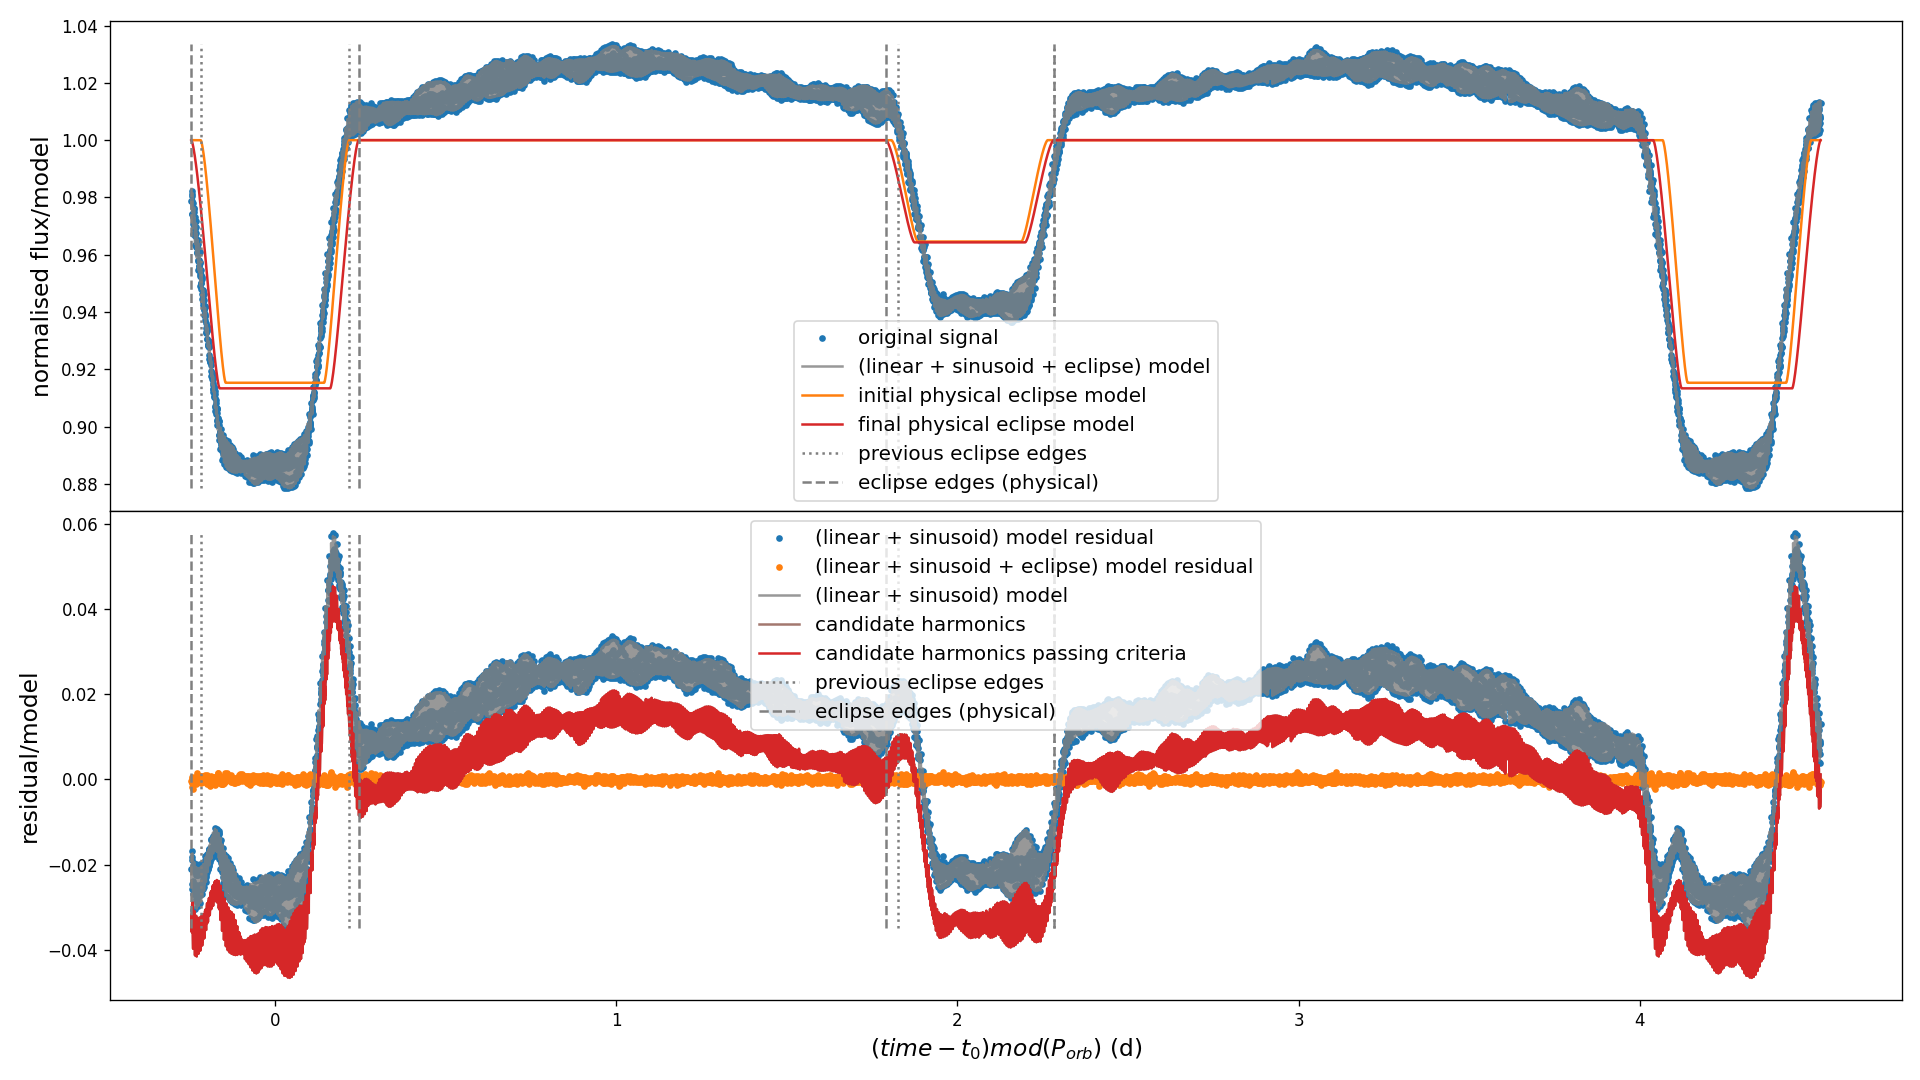 normalised flux/model
1.04
1.02
1.00
0.98
0.96
0.94
0.92
0.90
0.88
original signal
(linear + sinusoid + eclipse) model
initial physical eclipse model
final physical eclipse model
previous eclipse edges
eclipse edges (physical)
residual/model
0.06
0.04
0.02
0.00
−0.02
−0.04
(linear + sinusoid) model residual
(linear + sinusoid + eclipse) model residual
(linear + sinusoid) model
candidate harmonics
candidate harmonics passing criteria
previous eclipse edges
eclipse edges (physical)
0 1 2 3 4
(time − t₀)mod(Pₒᵣb) (d)